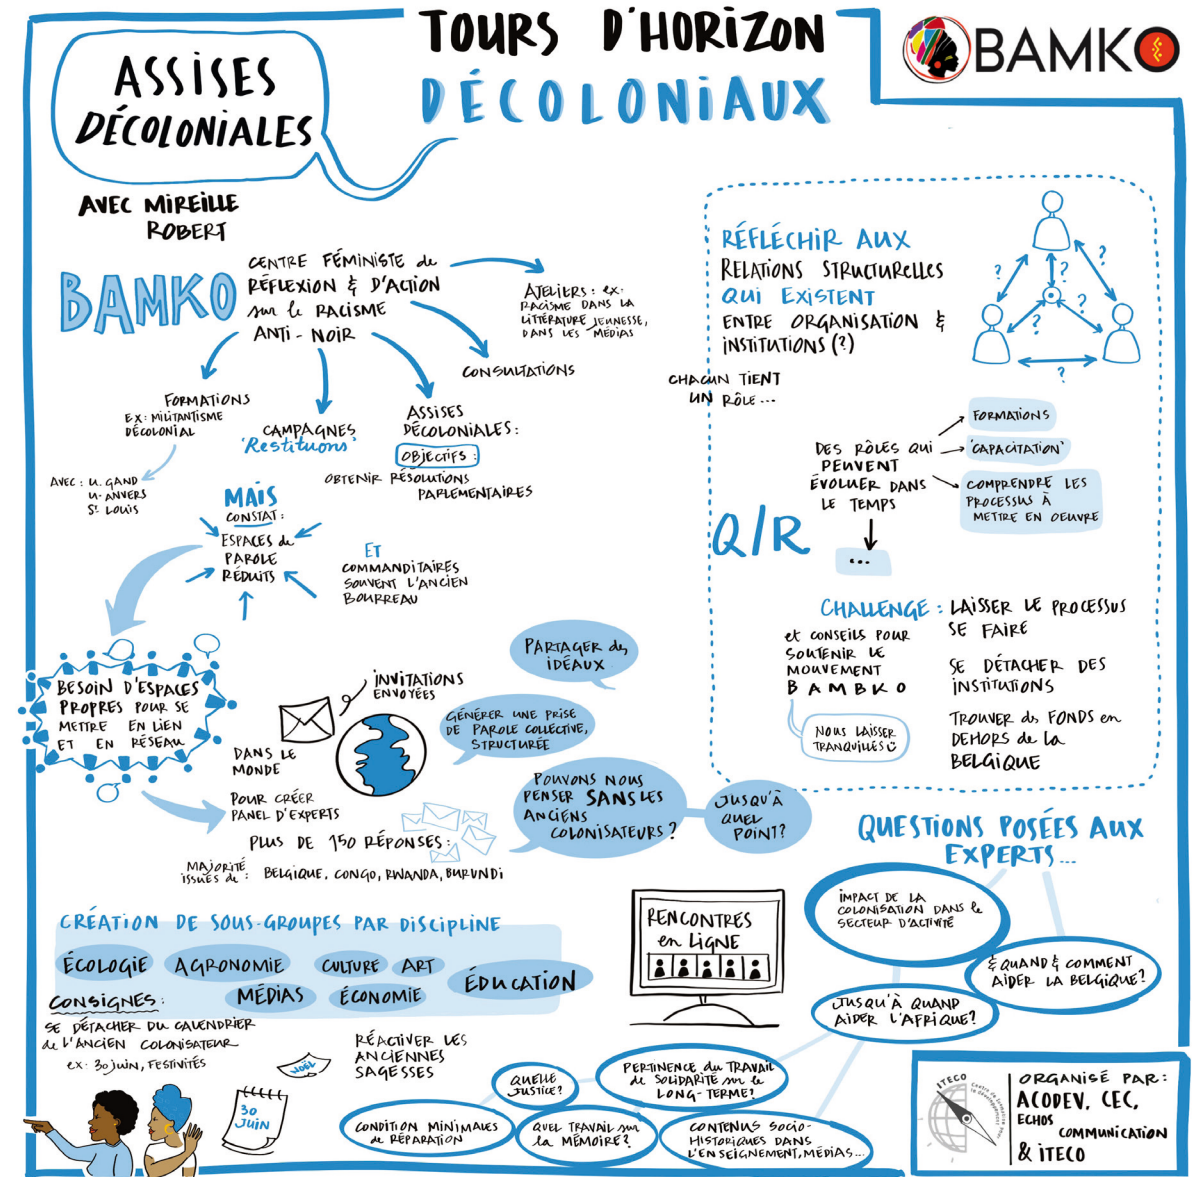 TOURS D'HORIZON
DÉCOLONIAUX
BAMKO
ASSISES
DÉCOLONIALES
AVEC MIREILLE
ROBERT
BAMKO
CENTRE FÉMINISTE de
RÉFLEXION & D'ACTION
sur le RACISME
ANTI-NOIR
ATELIERS : ex.
RACISME DANS LA
LITTÉRATURE JEUNESSE,
DANS LES MÉDIAS
CONSULTATIONS
FORMATIONS
EX : MILITANTISME
DÉCOLONIAL
AVEC : U. GAND
U. ANVERS
St LOUIS
CAMPAGNES
'Restituons'
ASSISES
DÉCOLONIALES :
OBJECTIFS :
OBTENIR RÉSOLUTIONS
PARLEMENTAIRES
MAIS
CONSTAT :
ESPACES de
PAROLE
RÉDUITS
ET
COMMANDITAIRES
SOUVENT L'ANCIEN
BOURREAU
BESOIN D'ESPACES
PROPRES POUR SE
METTRE EN LIEN
ET EN RÉSEAU
INVITATIONS
ENVOYÉES
DANS LE
MONDE
POUR CRÉER
PANEL D'EXPERTS
PLUS DE 150 RÉPONSES :
MAJORITÉ
ISSUES de : BELGIQUE, CONGO, RWANDA, BURUNDI
PARTAGER des
IDÉAUX
GÉNÉRER UNE PRISE
DE PAROLE COLLECTIVE,
STRUCTURÉE
POUVONS NOUS
PENSER SANS LES
ANCIENS
COLONISATEURS ?
JUSQU'À
QUEL
POINT ?
RÉFLÉCHIR AUX
RELATIONS STRUCTURELLES
QUI EXISTENT
ENTRE ORGANISATION &
INSTITUTIONS (?)
?
?
?
?
?
?
CHACUN TIENT
UN RÔLE ...
DES RÔLES QUI
PEUVENT
ÉVOLUER DANS
LE TEMPS
...
FORMATIONS
'CAPACITATION'
COMPRENDRE LES
PROCESSUS À
METTRE EN OEUVRE
Q/R
CHALLENGE : LAISSER LE PROCESSUS
SE FAIRE
SE DÉTACHER DES
INSTITUTIONS
TROUVER ds FONDS en
DEHORS de la
BELGIQUE
et CONSEILS POUR
SOUTENIR LE
MOUVEMENT
BAMBKO
NOUS LAISSER
TRANQUILLES
QUESTIONS POSÉES AUX
EXPERTS...
IMPACT DE LA
COLONISATION DANS le
SECTEUR D'ACTIVITÉ
& QUAND & COMMENT
AIDER LA BELGIQUE ?
JUSQU'À QUAND
AIDER L'AFRIQUE ?
PERTINENCE du TRAVAIL
de SOLIDARITÉ sur le
LONG-TERME ?
QUELLE
JUSTICE ?
CONDITION MINIMALES
de RÉPARATION
QUEL TRAVAIL sur
la MÉMOIRE ?
CONTENUS SOCIO-
HISTORIQUES DANS
L'ENSEIGNEMENT, MÉDIAS...
RENCONTRES
en LIGNE
CRÉATION DE SOUS-GROUPES PAR DISCIPLINE
ÉCOLOGIE
AGRONOMIE
CULTURE
ART
MÉDIAS
ÉCONOMIE
ÉDUCATION
CONSIGNES :
SE DÉTACHER DU CALENDRIER
de L'ANCIEN COLONISATEUR
ex : 30 juin, FESTIVITÉS
RÉACTIVER LES
ANCIENNES
SAGESSES
NOËL
30
JUIN
ITECO
ORGANISÉ PAR :
ACODEV, CEC,
ECHOS
COMMUNICATION
& ITECO